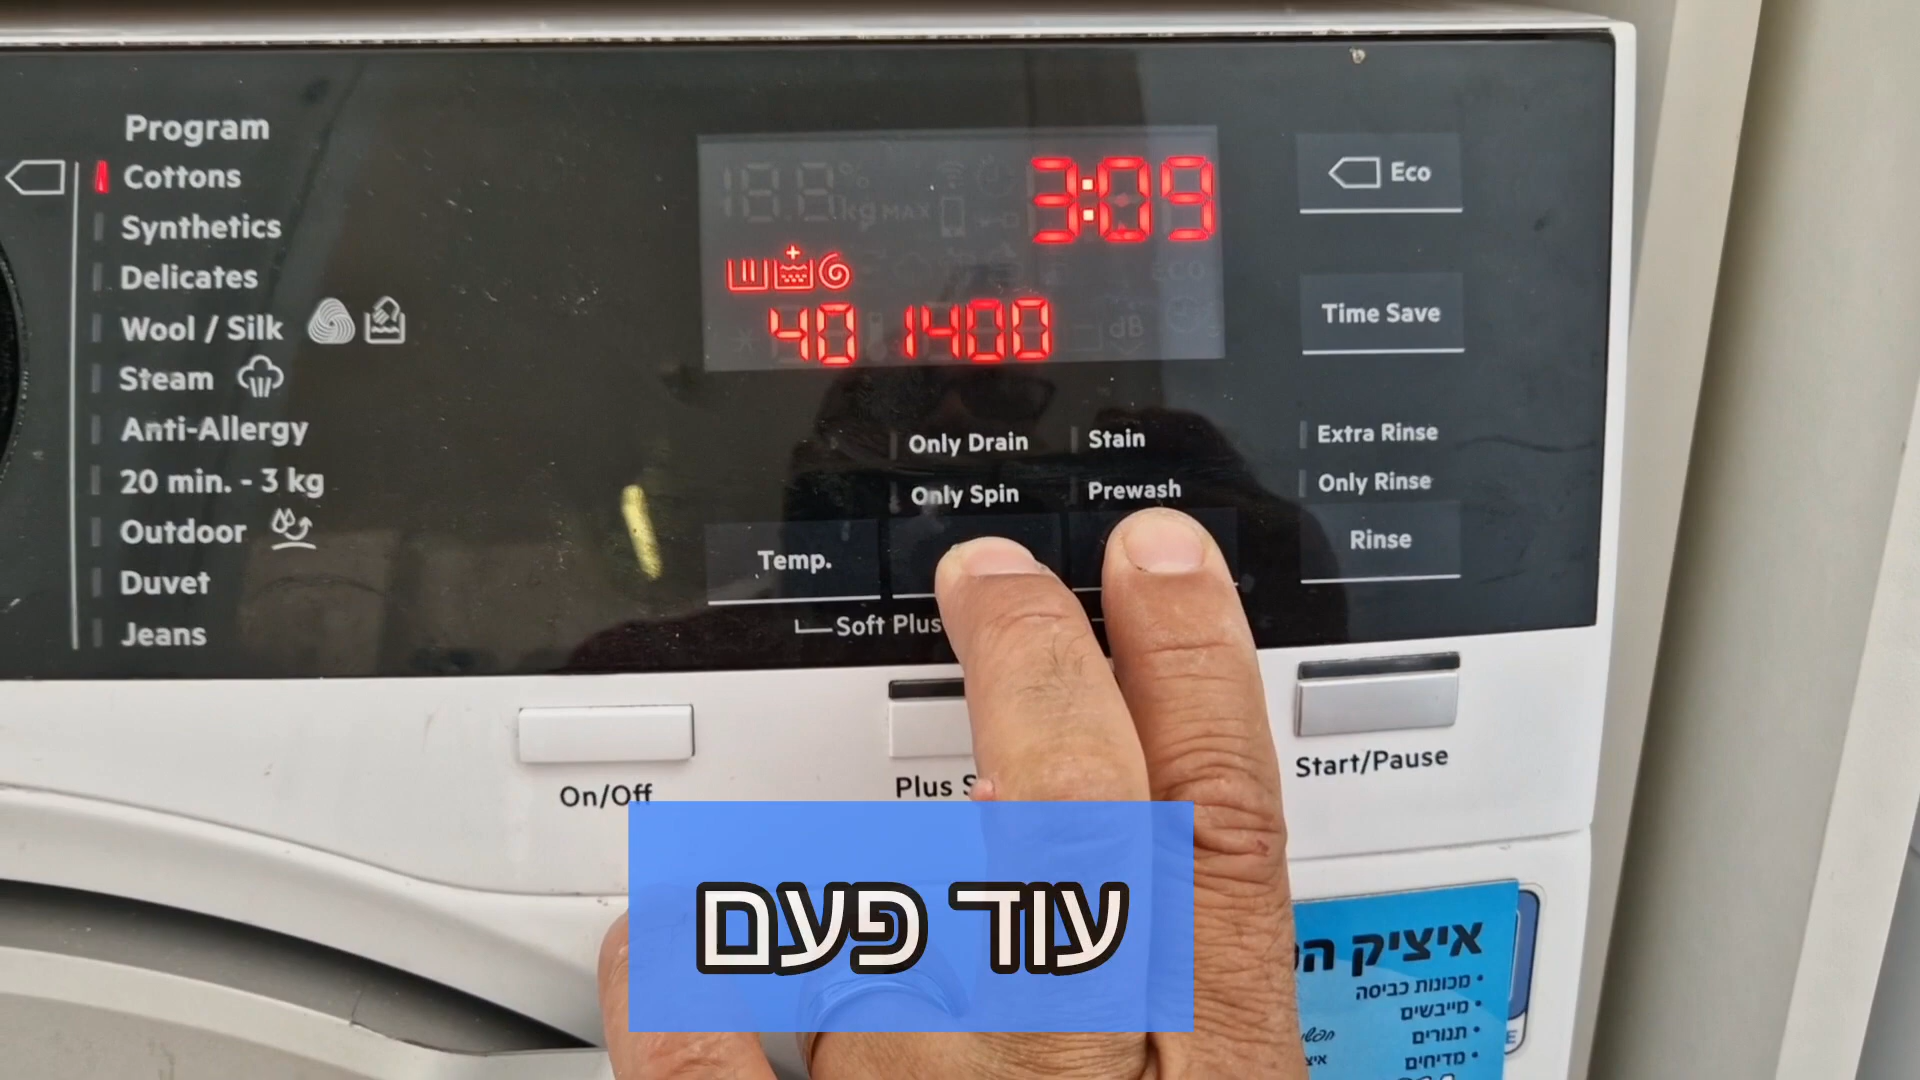 Program
Cottons
Synthetics
Delicates
Wool / Silk
Steam
Anti-Allergy
20 min. - 3 kg
Outdoor
Duvet
Jeans
3:09
40 1400
Only Drain
Only Spin
Stain
Prewash
Temp.
Soft Plus
Eco
Time Save
Extra Rinse
Only Rinse
Rinse
On/Off
Plus
Start/Pause
עוד פעם
איציק
• מכונות כביסה
• מייבשים
• תנורים
• מדיחים